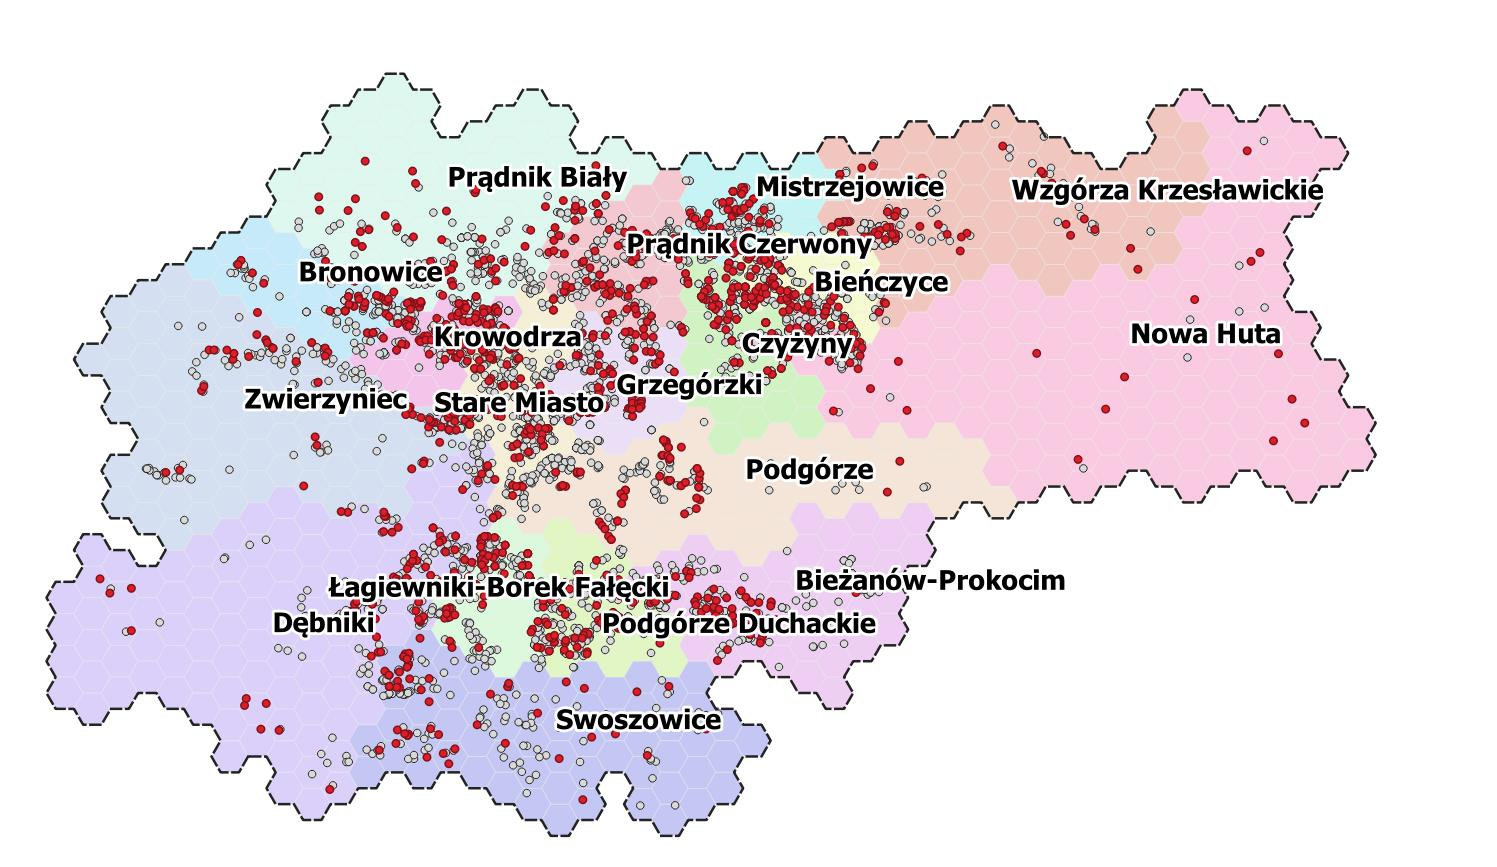 Prądnik Biały
Mistrzejowice
Wzgórza Krzesławickie
Prądnik Czerwony
Bronowice
Bieńczyce
Krowodrza
Czyżyny
Nowa Huta
Grzegórzki
Zwierzyniec
Stare Miasto
Podgórze
Łagiewniki-Borek Fałęcki
Bieżanów-Prokocim
Dębniki
Podgórze Duchackie
Swoszowice